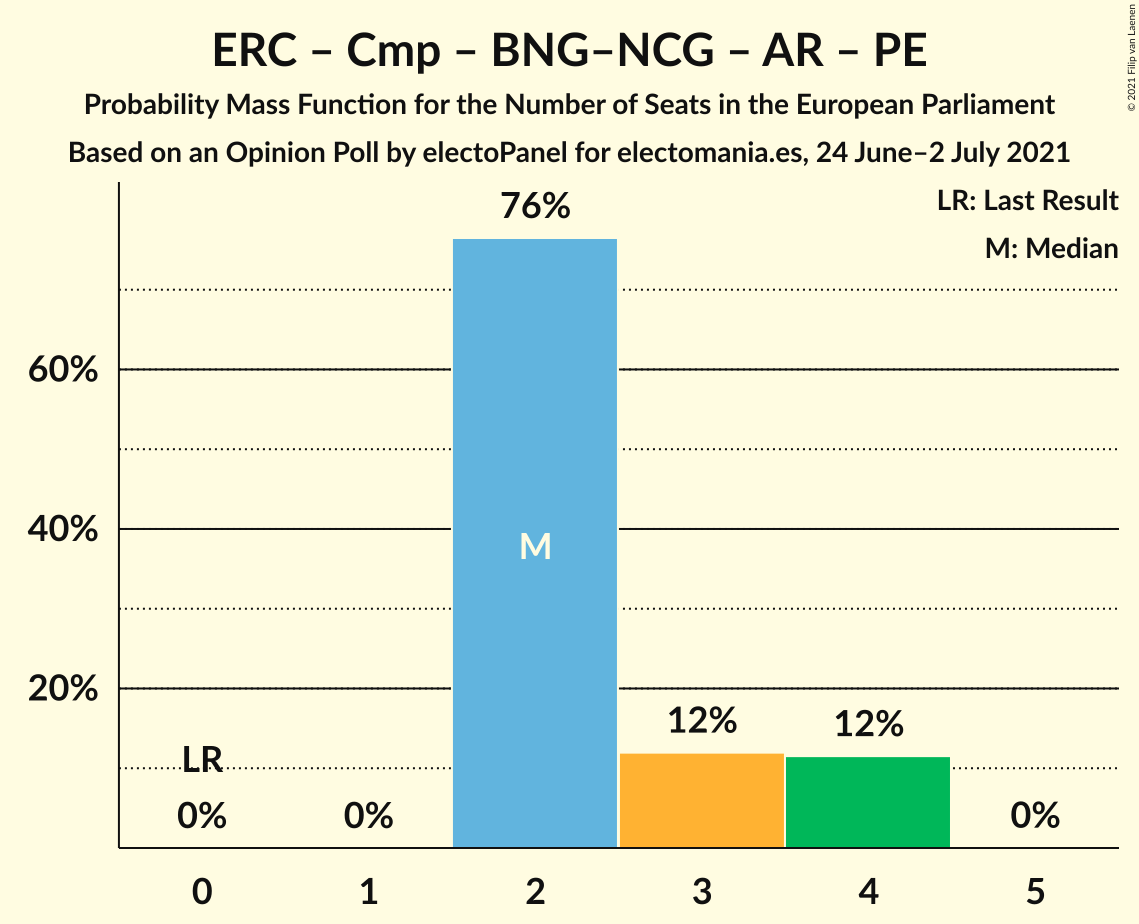 ERC – Cmp – BNG–NCG – AR – PE
Probability Mass Function for the Number of Seats in the European Parliament
Based on an Opinion Poll by electoPanel for electomania.es, 24 June–2 July 2021
© 2021 Filip van Laenen
LR: Last Result
M: Median
76%
60%
40%
M
20%
12%
12%
LR
0%
0%
0%
0
1
2
3
4
5